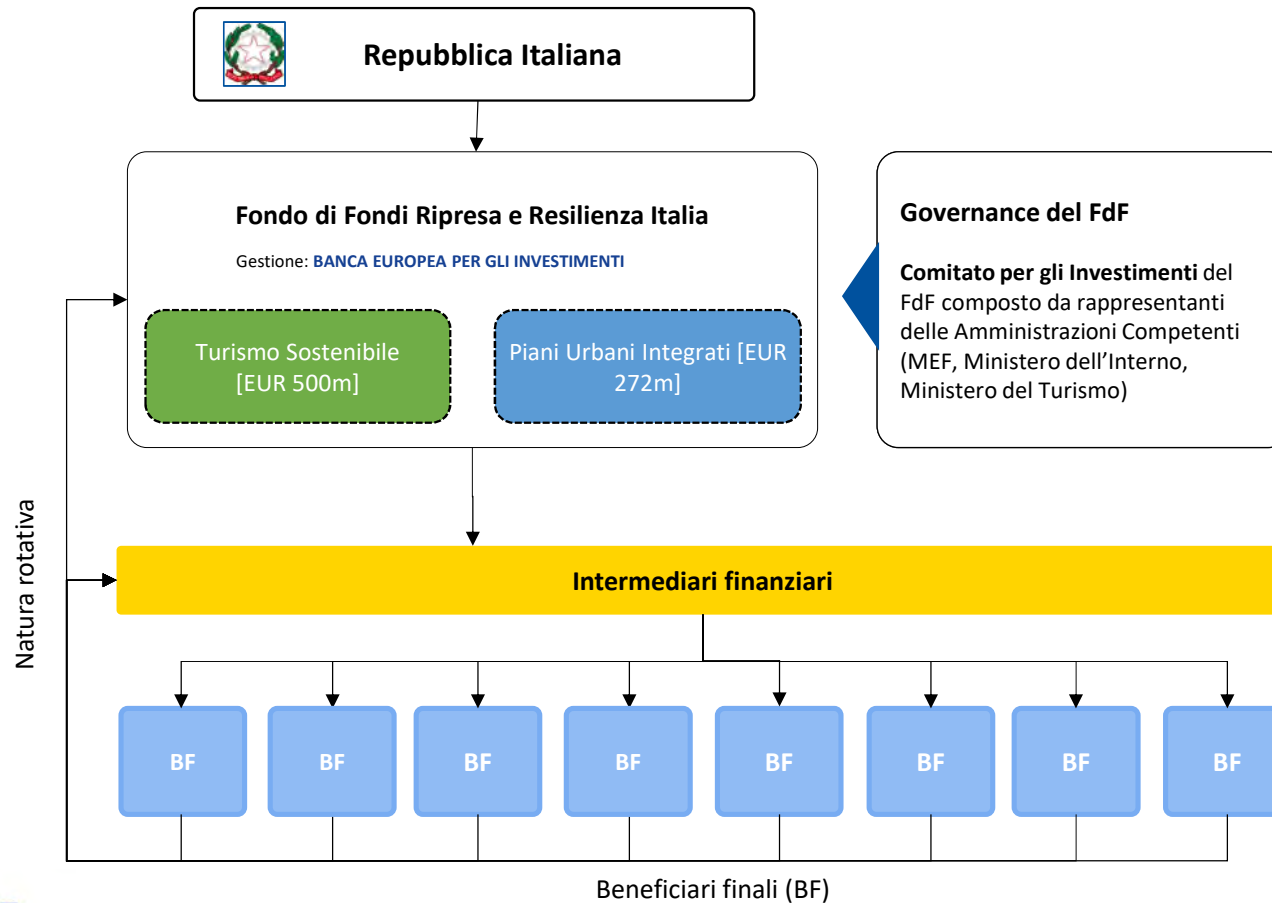 Repubblica Italiana
Fondo di Fondi Ripresa e Resilienza Italia
Gestione: BANCA EUROPEA PER GLI INVESTIMENTI
Turismo Sostenibile
[EUR 500m]
Piani Urbani Integrati [EUR
272m]
Governance del FdF
Comitato per gli Investimenti del
FdF composto da rappresentanti
delle Amministrazioni Competenti
(MEF, Ministero dell’Interno,
Ministero del Turismo)
Natura rotativa
Intermediari finanziari
BF
BF
BF
BF
BF
BF
BF
BF
Beneficiari finali (BF)